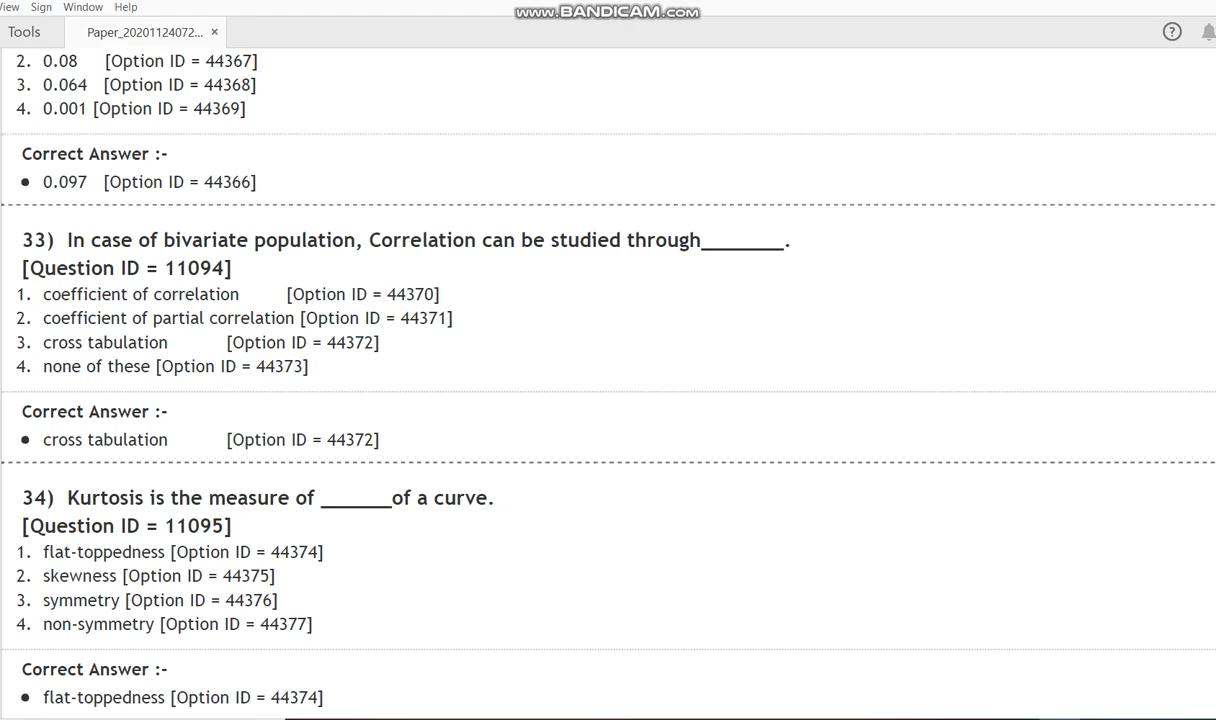 View Sign Window Help
www.BANDICAM.com
Tools Paper_20201124072... × ?
2. 0.08 [Option ID = 44367]
3. 0.064 [Option ID = 44368]
4. 0.001 [Option ID = 44369]
Correct Answer :-
• 0.097 [Option ID = 44366]
33) In case of bivariate population, Correlation can be studied through________.
[Question ID = 11094]
1. coefficient of correlation [Option ID = 44370]
2. coefficient of partial correlation [Option ID = 44371]
3. cross tabulation [Option ID = 44372]
4. none of these [Option ID = 44373]
Correct Answer :-
• cross tabulation [Option ID = 44372]
34) Kurtosis is the measure of _______of a curve.
[Question ID = 11095]
1. flat-toppedness [Option ID = 44374]
2. skewness [Option ID = 44375]
3. symmetry [Option ID = 44376]
4. non-symmetry [Option ID = 44377]
Correct Answer :-
• flat-toppedness [Option ID = 44374]